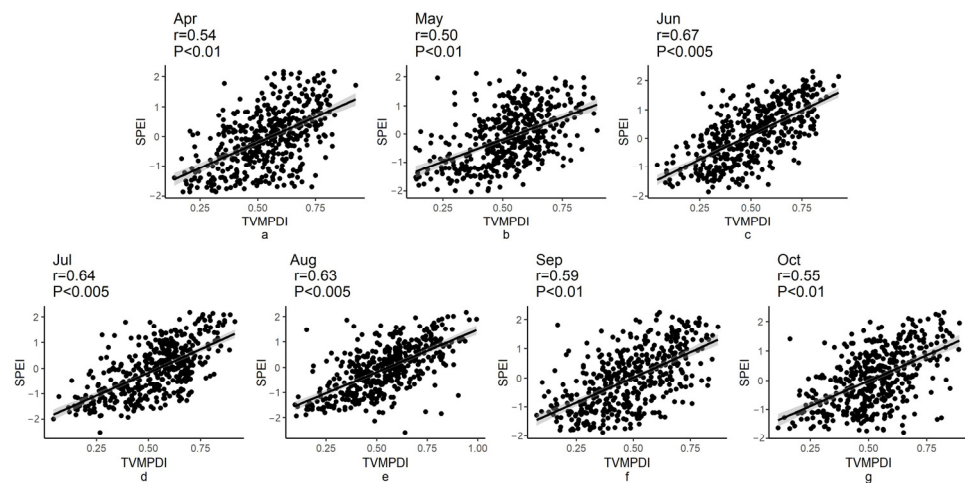 Apr
r=0.54
P<0.01
SPEI
2
1
0
−1
−2
0.25 0.50 0.75
TVMPDI
a
May
r=0.50
P<0.01
SPEI
2
1
0
−1
−2
0.25 0.50 0.75
TVMPDI
b
Jun
r=0.67
P<0.005
SPEI
2
1
0
−1
−2
0.25 0.50 0.75
TVMPDI
c
Jul
r=0.64
P<0.005
SPEI
2
1
0
−1
−2
0.25 0.50 0.75
TVMPDI
d
Aug
r=0.63
P<0.005
SPEI
2
1
0
−1
−2
0.25 0.50 0.75 1.00
TVMPDI
e
Sep
r=0.59
P<0.01
SPEI
2
1
0
−1
−2
0.25 0.50 0.75
TVMPDI
f
Oct
r=0.55
P<0.01
SPEI
2
1
0
−1
−2
0.25 0.50 0.75
TVMPDI
g